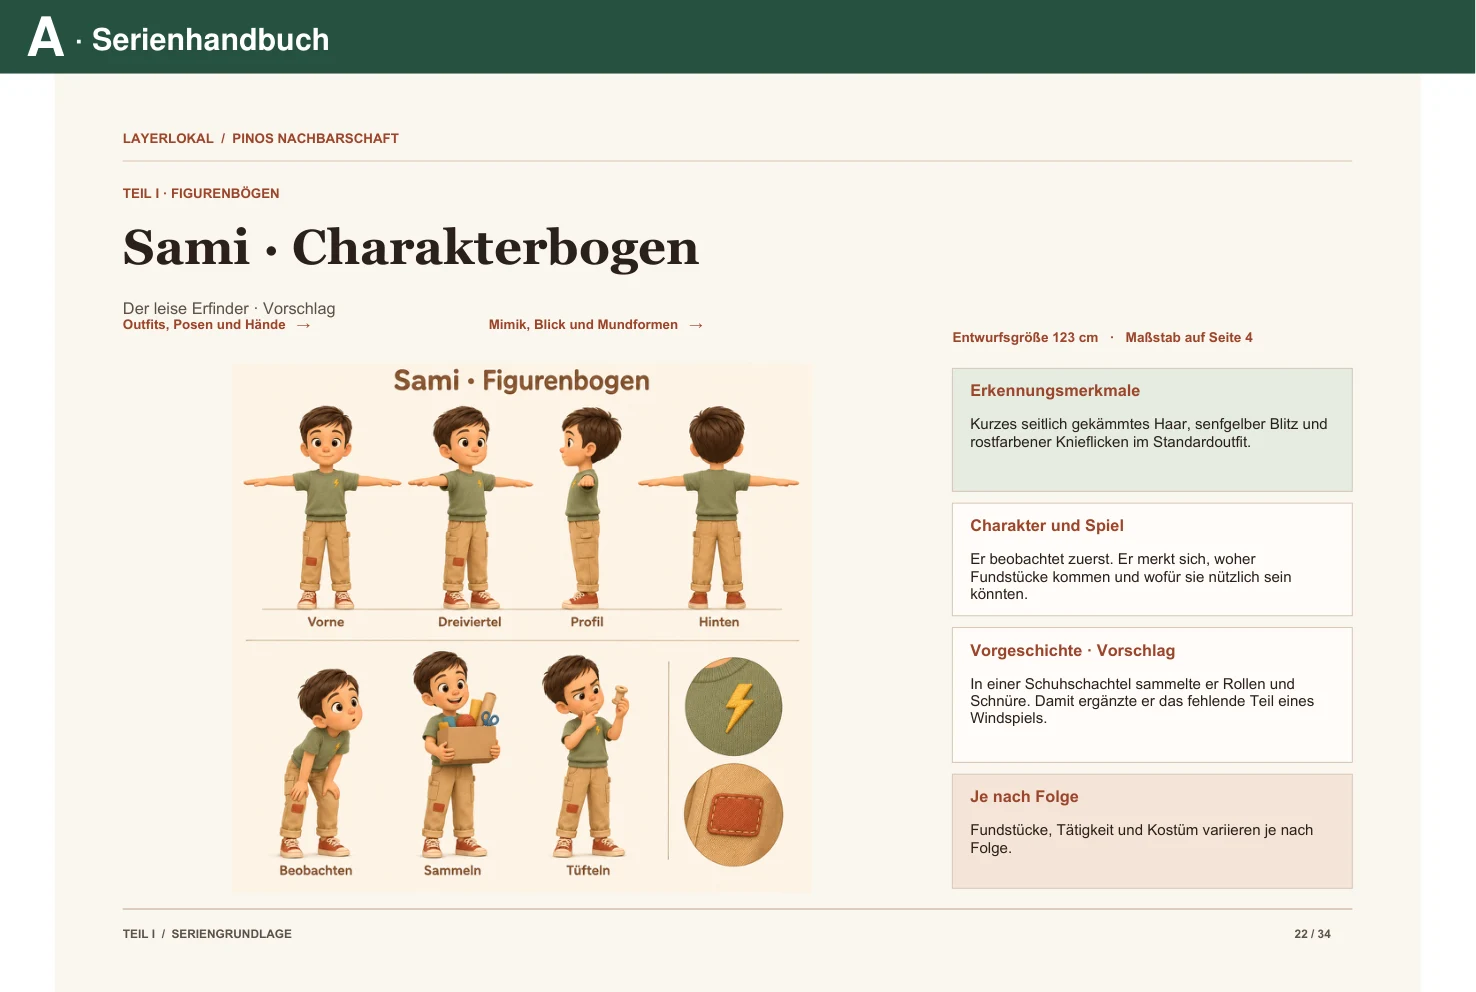 A · Serienhandbuch
LAYERLOKAL / PINOS NACHBARSCHAFT
TEIL I · FIGURENBÖGEN
Sami · Charakterbogen
Der leise Erfinder · Vorschlag
Outfits, Posen und Hände →
Mimik, Blick und Mundformen →
Sami · Figurenbogen
Vorne
Dreiviertel
Profil
Hinten
Beobachten
Sammeln
Tüfteln
Entwurfsgröße 123 cm · Maßstab auf Seite 4
Erkennungsmerkmale
Kurzes seitlich gekämmtes Haar, senfgelber Blitz und
rostfarbener Knieflicken im Standardoutfit.
Charakter und Spiel
Er beobachtet zuerst. Er merkt sich, woher
Fundstücke kommen und wofür sie nützlich sein
könnten.
Vorgeschichte · Vorschlag
In einer Schuhschachtel sammelte er Rollen und
Schnüre. Damit ergänzte er das fehlende Teil eines
Windspiels.
Je nach Folge
Fundstücke, Tätigkeit und Kostüm variieren je nach
Folge.
TEIL I / SERIENGRUNDLAGE
22 / 34